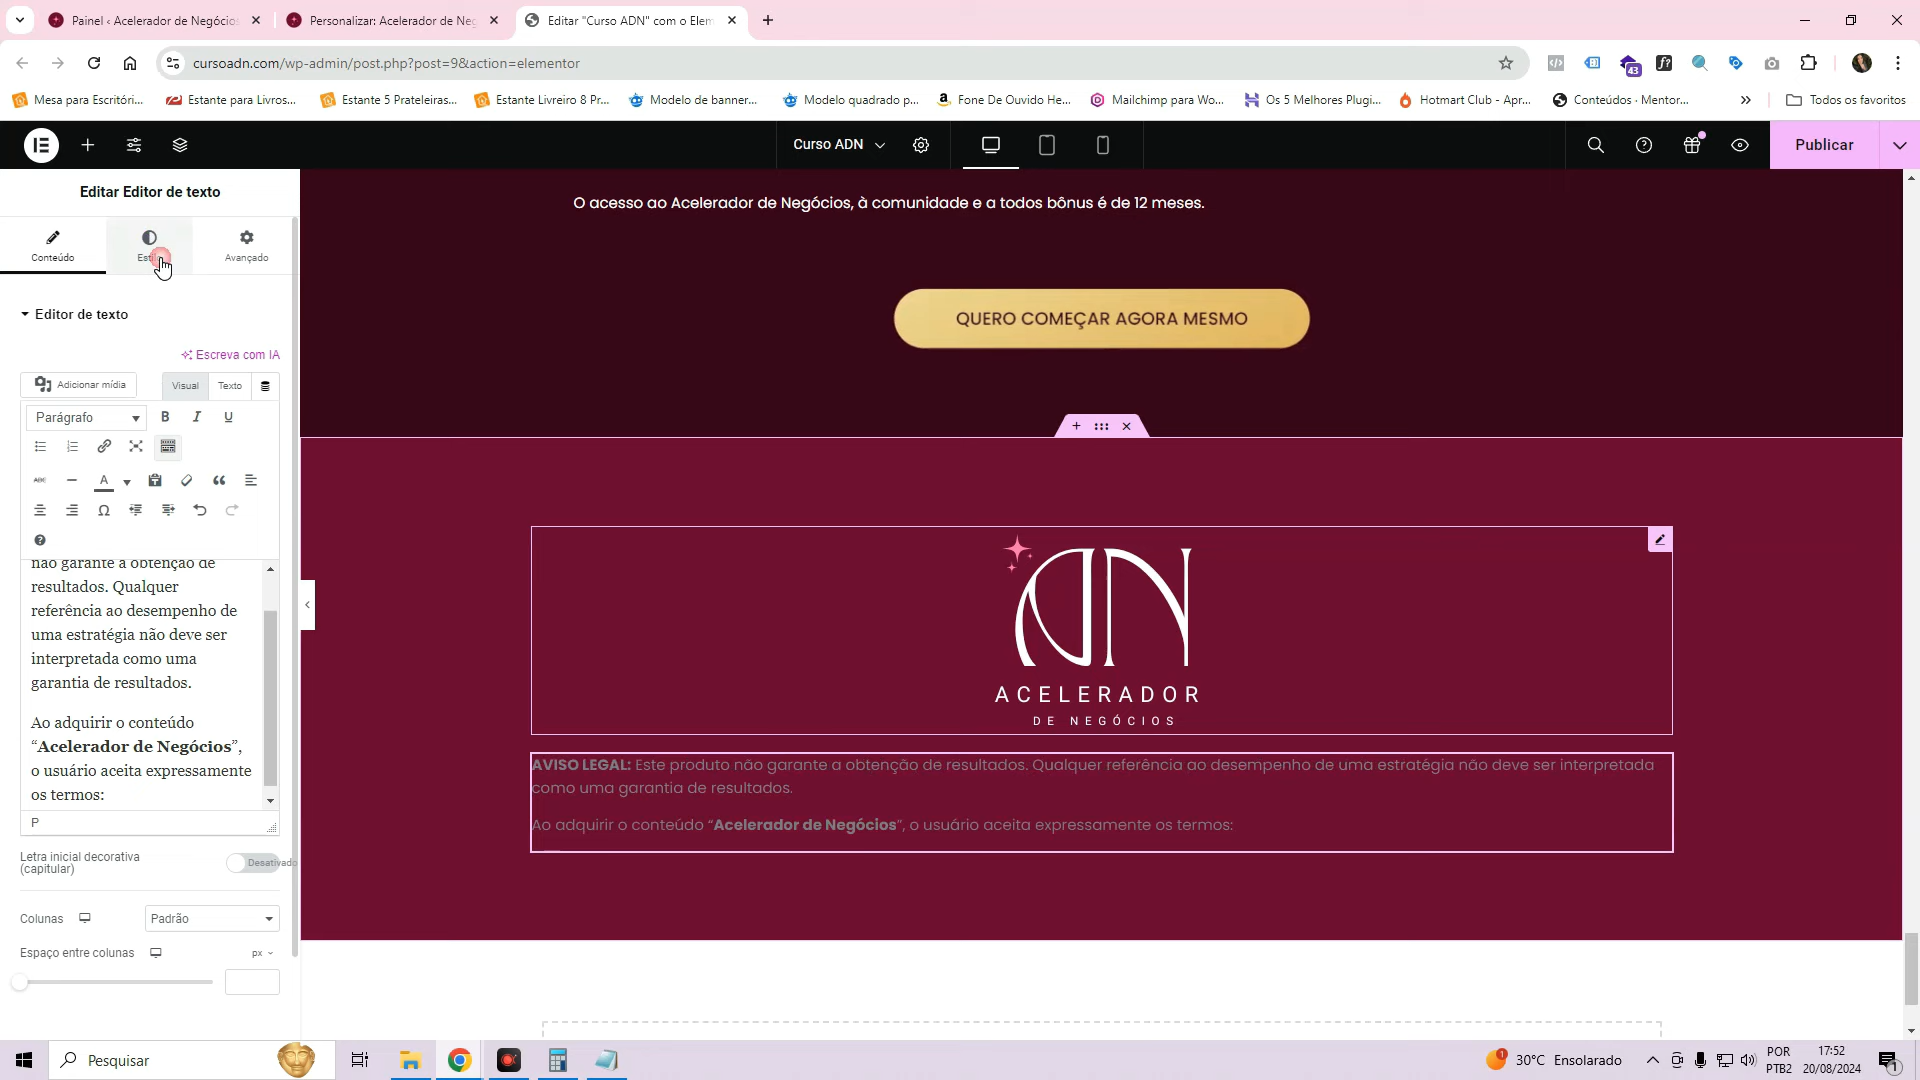 Painel ‹ Acelerador de Negócios
Personalizar: Acelerador de Neg
Editar "Curso ADN" com o Elem
cursoadn.com/wp-admin/post.php?post=9&action=elementor
43
Mesa para Escritóri...
Estante para Livros...
Estante 5 Prateleiras...
Estante Livreiro 8 Pr...
Modelo de banner...
Modelo quadrado p...
Fone De Ouvido He...
Mailchimp para Wo...
Os 5 Melhores Plugi...
Hotmart Club - Apr...
Conteúdos · Mentor...
»
Todos os favoritos
Curso ADN
Publicar
Editar Editor de texto
Conteúdo
Avançado
Editor de texto
Escreva com IA
Adicionar mídia
Visual
Texto
Parágrafo
B
I
U
ABC
A
Ω
não garante a obtenção de
resultados. Qualquer
referência ao desempenho de
uma estratégia não deve ser
interpretada como uma
garantia de resultados.
Ao adquirir o conteúdo
“Acelerador de Negócios”,
o usuário aceita expressamente
os termos:
P
Letra inicial decorativa
(capitular)
Desativado
Colunas
Padrão
Espaço entre colunas
px
O acesso ao Acelerador de Negócios, à comunidade e a todos bônus é de 12 meses.
QUERO COMEÇAR AGORA MESMO
ADN
ACELERADOR
DE NEGÓCIOS
AVISO LEGAL: Este produto não garante a obtenção de resultados. Qualquer referência ao desempenho de uma estratégia não deve ser interpretada
como uma garantia de resultados.
Ao adquirir o conteúdo “Acelerador de Negócios”, o usuário aceita expressamente os termos:
Pesquisar
1
30°C Ensolarado
POR
PTB2
17:52
20/08/2024
1